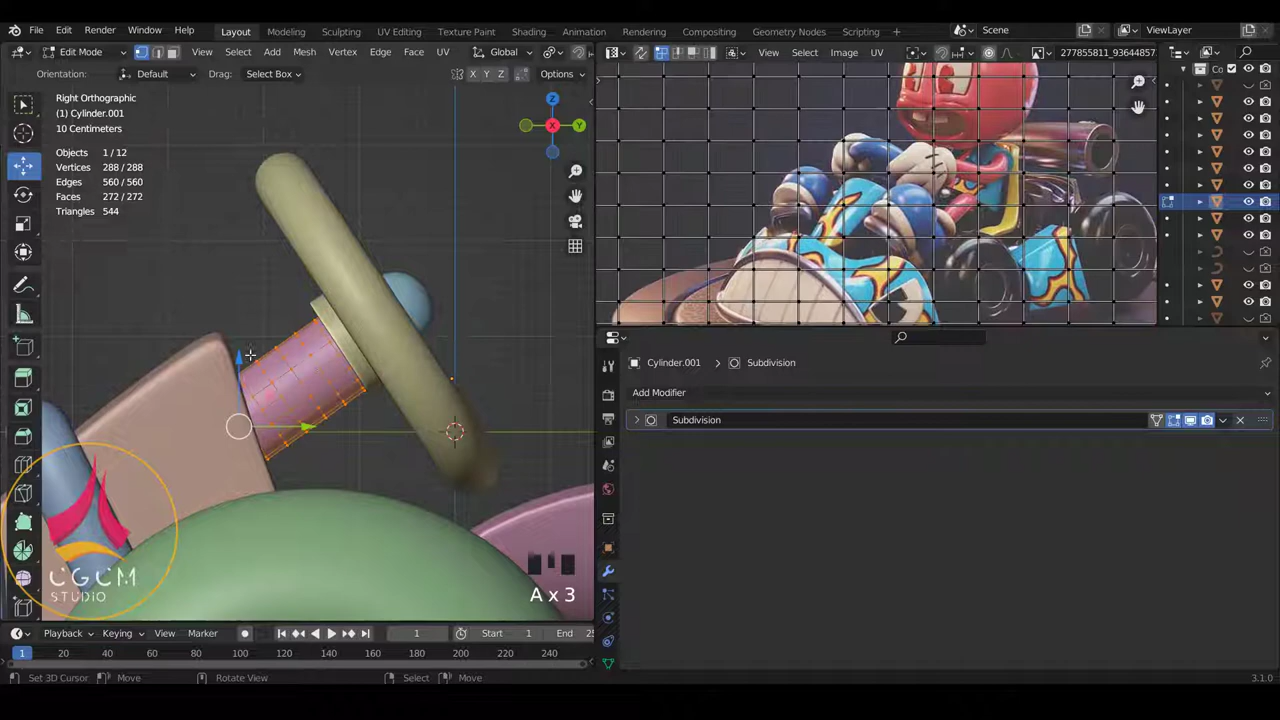 File Edit Render Window Help Layout Modeling Sculpting UV Editing Texture Paint Shading Animation Rendering Compositing Geometry Nodes Scripting Scene ViewLayer
Edit Mode View Select Add Mesh Vertex Edge Face UV Global View Select Image UV 277855811_93644857
Orientation: Default Drag: Select Box X Y Z Options
Right Orthographic
(1) Cylinder.001
10 Centimeters
Objects 1 / 12
Vertices 288 / 288
Edges 560 / 560
Faces 272 / 272
Triangles 544
Z
X
Y
Co
Cylinder.001 Subdivision
Add Modifier
Subdivision
CGCM
STUDIO
A x 3
Playback Keying View Marker 1 Start 1 End 25
1 20 40 60 80 100 120 140 160 180 200 220 240
Set 3D Cursor Move Rotate View Select Move 3.1.0